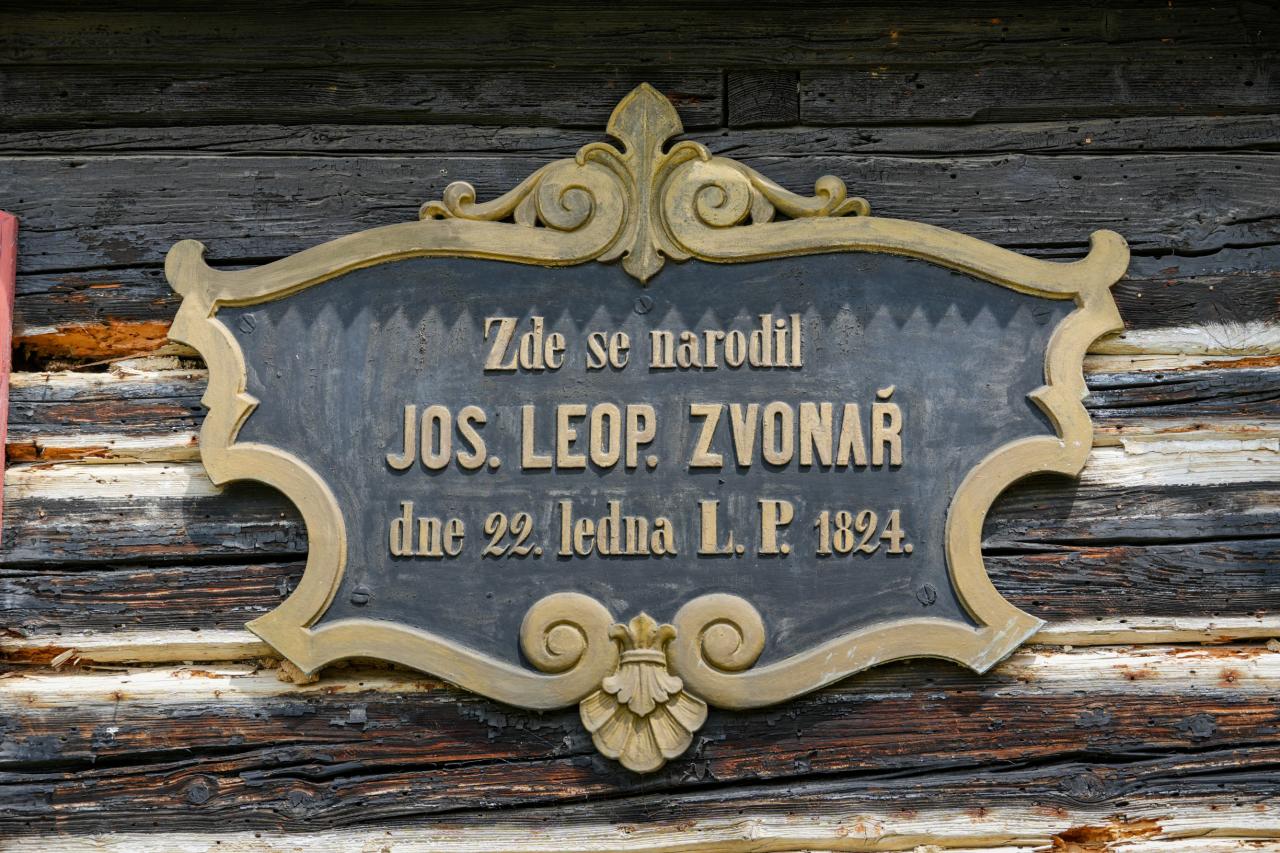 Zde se narodil
JOS. LEOP. ZVONAŘ
dne 22. ledna L. P. 1824.